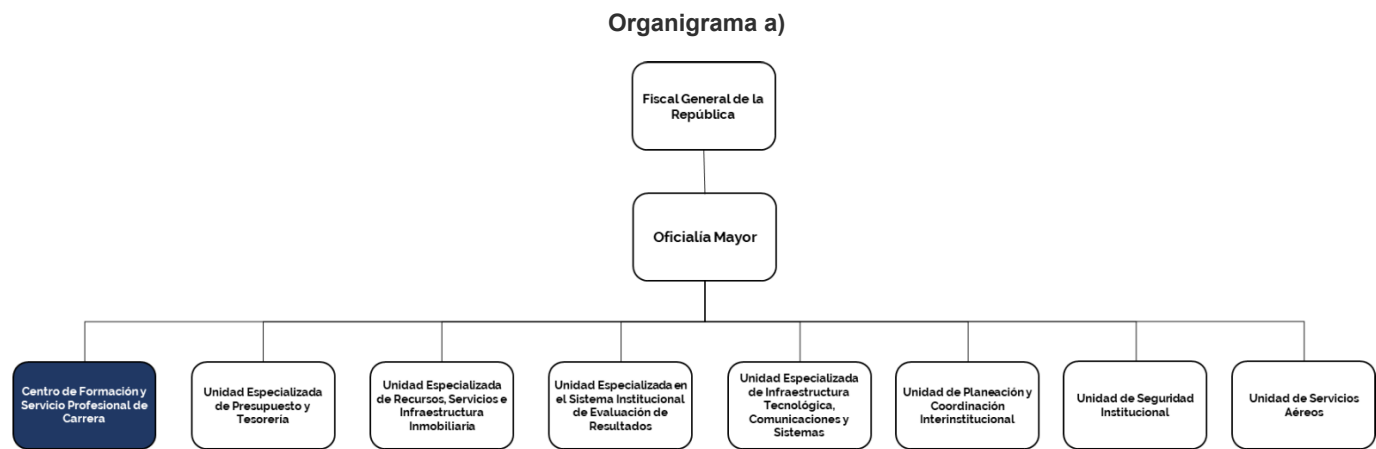 Organigrama a)
Fiscal General de la
República
Oficialía Mayor
Centro de Formación y
Servicio Profesional de
Carrera
Unidad Especializada
de Presupuesto y
Tesorería
Unidad Especializada
de Recursos, Servicios e
Infraestructura
Inmobiliaria
Unidad Especializada en
el Sistema Institucional
de Evaluación de
Resultados
Unidad Especializada
de Infraestructura
Tecnológica,
Comunicaciones y
Sistemas
Unidad de Planeación y
Coordinación
Interinstitucional
Unidad de Seguridad
Institucional
Unidad de Servicios
Aéreos